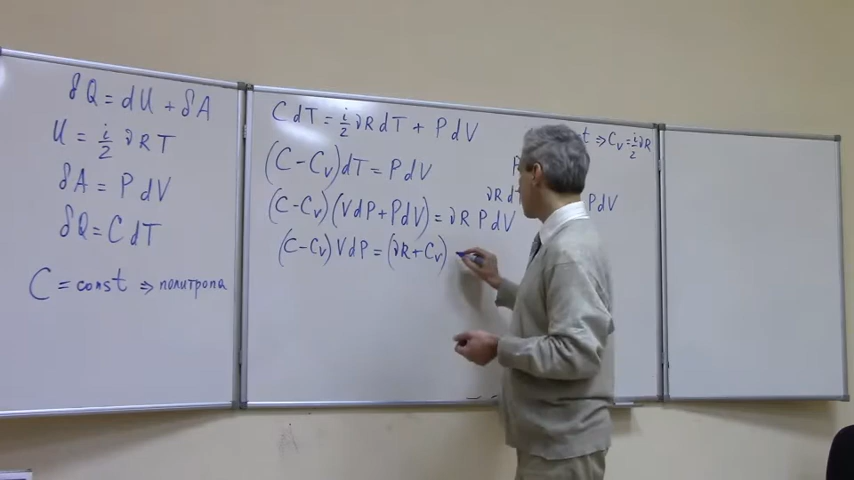 δQ = dU + δA
U = i/2 νRT
δA = PdV
δQ = CdT
C = const ⇒ политропа
CdT = i/2 νRdT + PdV
(C-Cv)dT = PdV
(C-Cv)(VdP + PdV) = νR PdV
(C-Cv)VdP = (νR+Cv)
t ⇒ Cv = i/2 νR
νRd
PdV